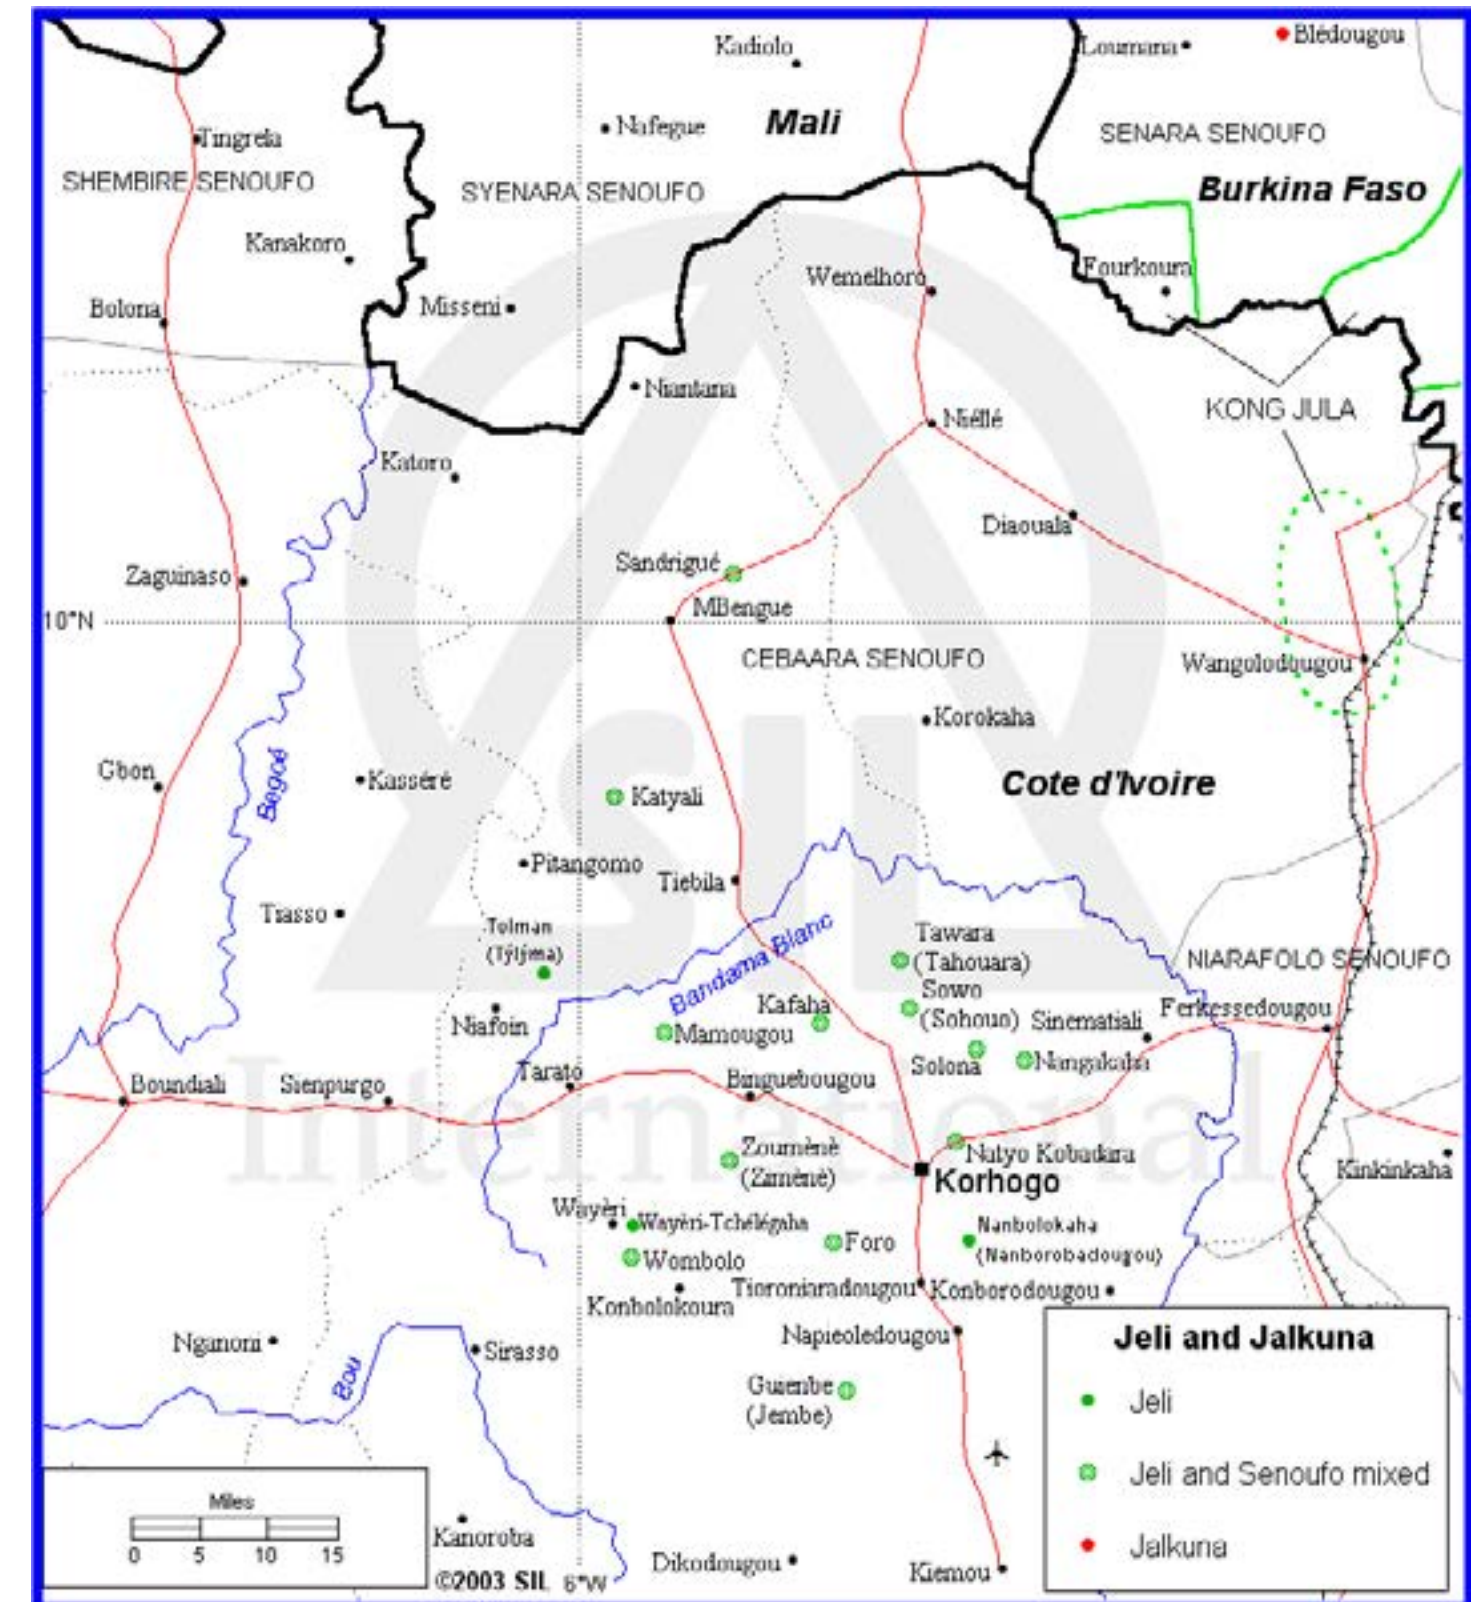 Kadiolo
Loumana
Blédougou
Mali
Nafegue
Tingrela
SENARA SENOUFO
SHEMBIRE SENOUFO
SYENARA SENOUFO
Burkina Faso
Kanakoro
Wemelhoro
Fourkoura
Bolona
Misseni
Niantana
KONG JULA
Niéllé
Katoro
Diaouala
Sandrigué
Zaguinaso
MBengue
10°N
CEBAARA SENOUFO
Wangolodougou
Korokaha
Gbon
Bagoé
Kasséré
Cote d'Ivoire
Katyali
SIL
Pitangomo
Tiebila
Tiasso
Tolman
(Týlýma)
Bandama Blanc
Tawara
(Tahouara)
NIARAFOLO SENOUFO
Niafoin
Mamougou
Kafaha
Sowo
(Sohouo)
Sinematiali
Ferkessedougou
Solona
Nangakaha
International
Boundiali
Sienpurgo
Tarato
Binguebougou
Zoumènè
(Zimènè)
Natyo Kobadara
Korhogo
Kinkinkaha
Wayèri
Wayèri-Tchélégaha
Wombolo
Foro
Nanbolokaha
(Nanborobadougou)
Konbolokoura
Tioroniaradougou
Konborodougou
Nganoni
Sirasso
Napieoledougou
Bou
Guienbe
(Jembe)
Jeli and Jalkuna
Jeli
Jeli and Senoufo mixed
Jalkuna
Miles
0 5 10 15
Kanoroba
©2003 SIL
6°W
Dikodougou
Kiemou